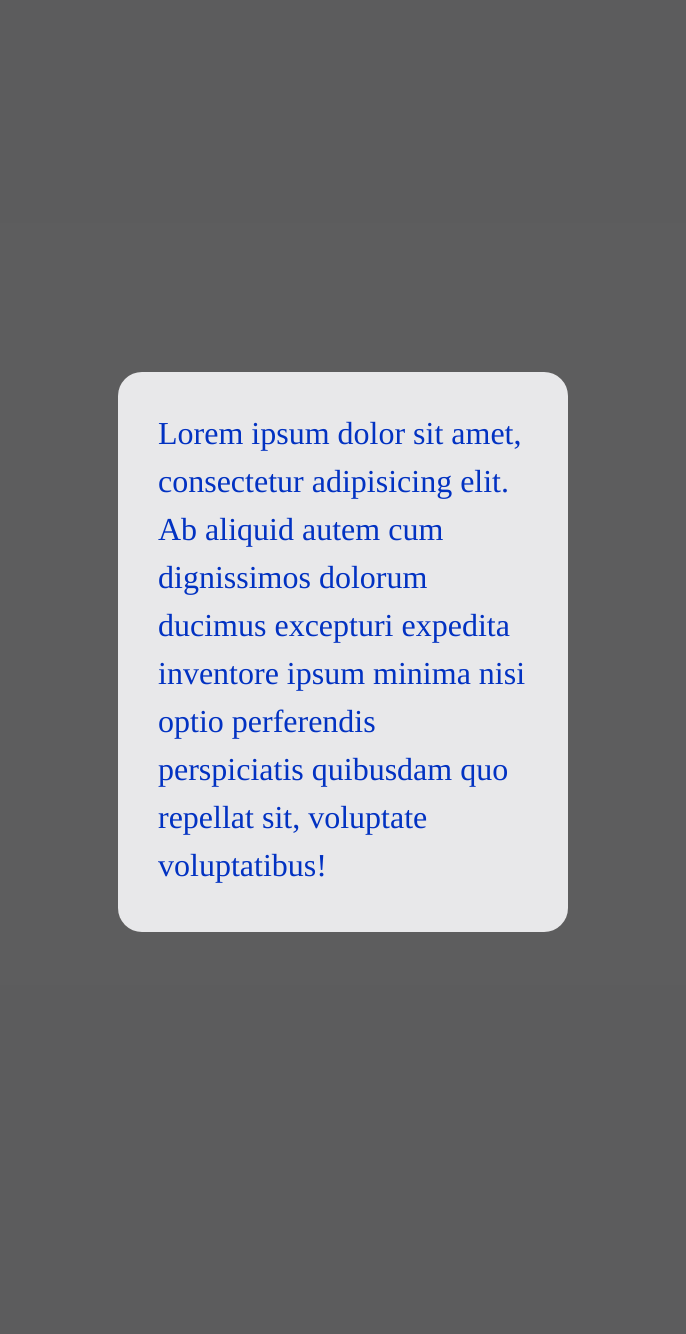 Lorem ipsum dolor sit amet,
consectetur adipisicing elit.
Ab aliquid autem cum
dignissimos dolorum
ducimus excepturi expedita
inventore ipsum minima nisi
optio perferendis
perspiciatis quibusdam quo
repellat sit, voluptate
voluptatibus!